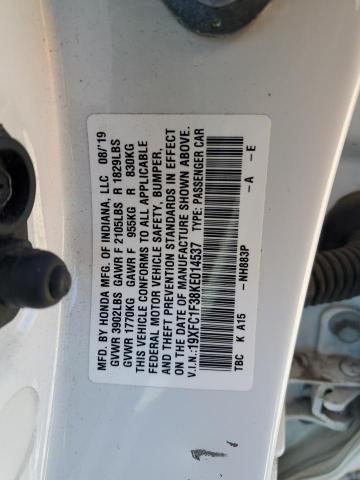 MFD. BY HONDA MFG. OF INDIANA, LLC 08/'19
GVWR 3902LBS GAWR F 2105LBS R 1829LBS
GVWR 1770KG GAWR F 955KG R 830KG
THIS VEHICLE CONFORMS TO ALL APPLICABLE
FEDERAL MOTOR VEHICLE SAFETY, BUMPER,
AND THEFT PREVENTION STANDARDS IN EFFECT
ON THE DATE OF MANUFACTURE SHOWN ABOVE.
V.I.N.:19XFC1F38KE014537 TYPE: PASSENGER CAR
TBC K A15 -NH883P -A -E